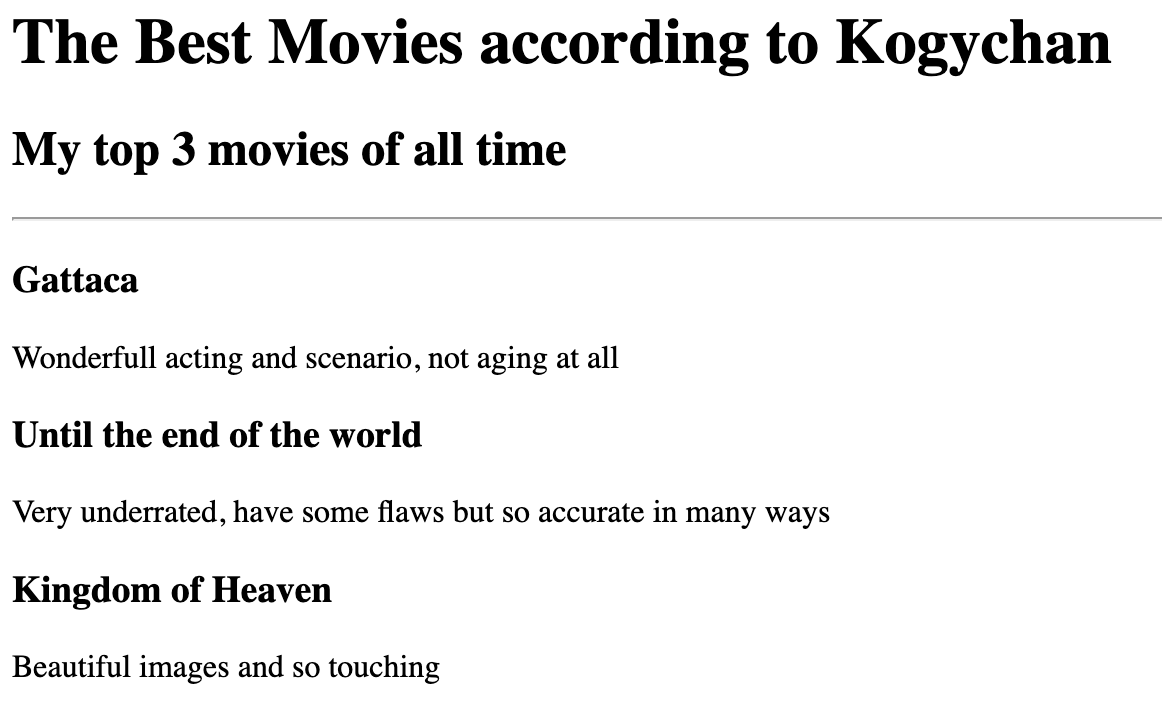 The Best Movies according to Kogychan
My top 3 movies of all time
Gattaca
Wonderfull acting and scenario, not aging at all
Until the end of the world
Very underrated, have some flaws but so accurate in many ways
Kingdom of Heaven
Beautiful images and so touching